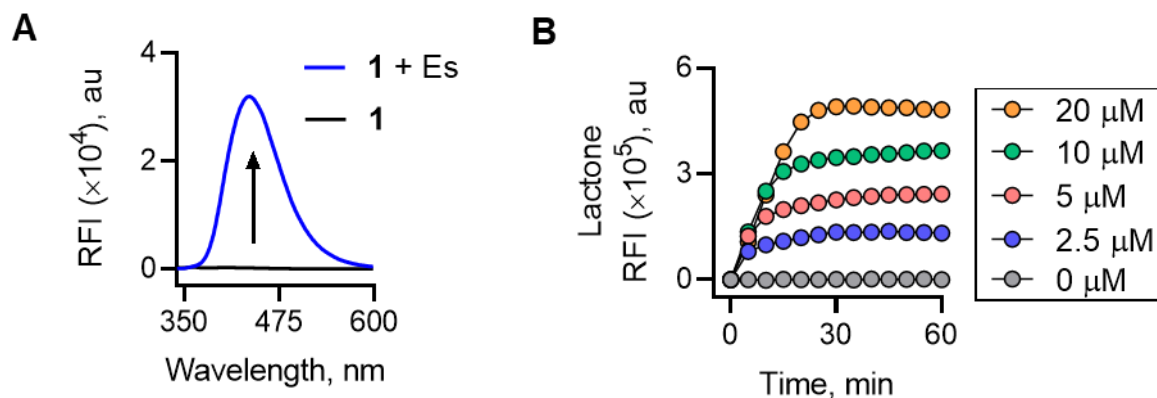 A
RFI (×10⁴), au
4
2
0
350
475
600
Wavelength, nm
1 + Es
1
B
Lactone
RFI (×10⁵), au
6
3
0
0
30
60
Time, min
20 μM
10 μM
5 μM
2.5 μM
0 μM